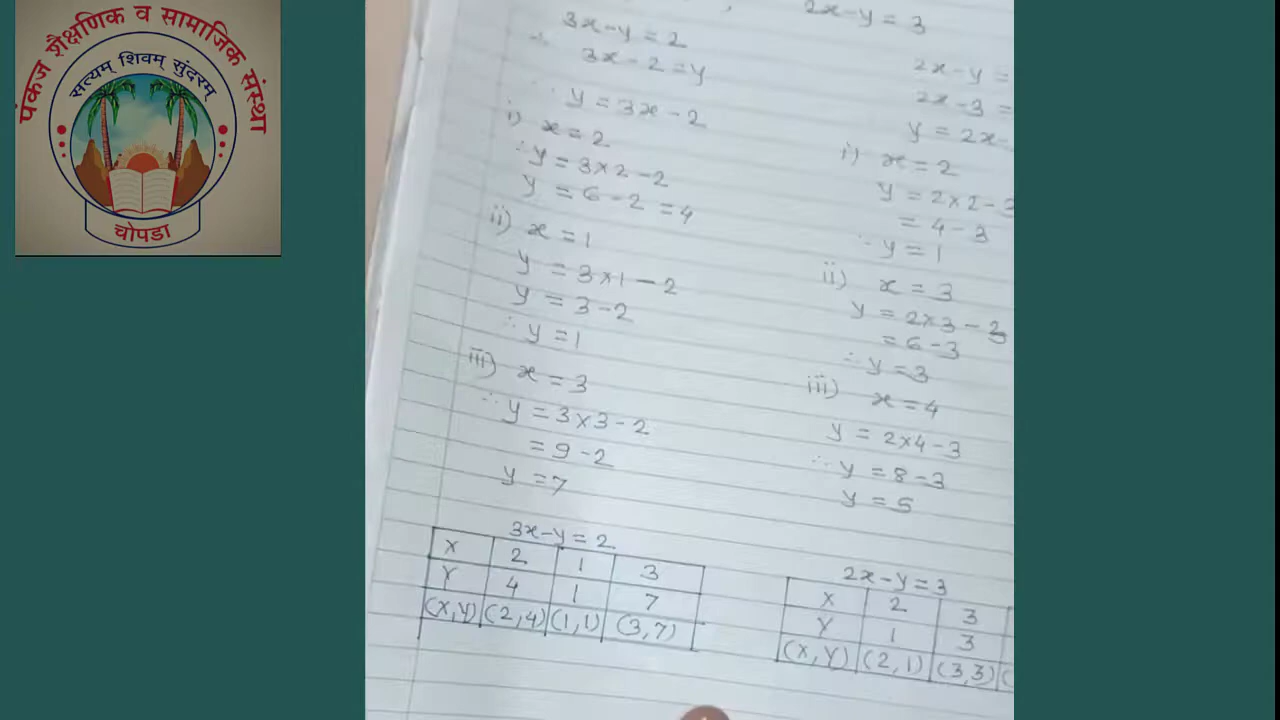 पंकज शैक्षणिक व सामाजिक संस्था
सत्यम् शिवम् सुंदरम्
चोपडा
3x-y = 2
∴ 3x - 2 = y
∴ y = 3x - 2
i) x = 2
∴ y = 3×2 - 2
y = 6 - 2 = 4
ii) x = 1
y = 3×1 - 2
y = 3 - 2
∴ y = 1
iii) x = 3
∴ y = 3×3 - 2
= 9 - 2
y = 7
3x-y = 2
X 2 1 3
Y 4 1 7
(X,Y) (2,4) (1,1) (3,7)
2x-y = 3
2x - y =
2x - 3 =
y = 2x -
i) x = 2
y = 2×2 - 3
= 4 - 3
∴ y = 1
ii) x = 3
y = 2×3 - 3
= 6 - 3
∴ y = 3
iii) x = 4
y = 2×4 - 3
∴ y = 8 - 3
y = 5
2x-y = 3
X 2 3
Y 1 3
(X,Y) (2,1) (3,3) (